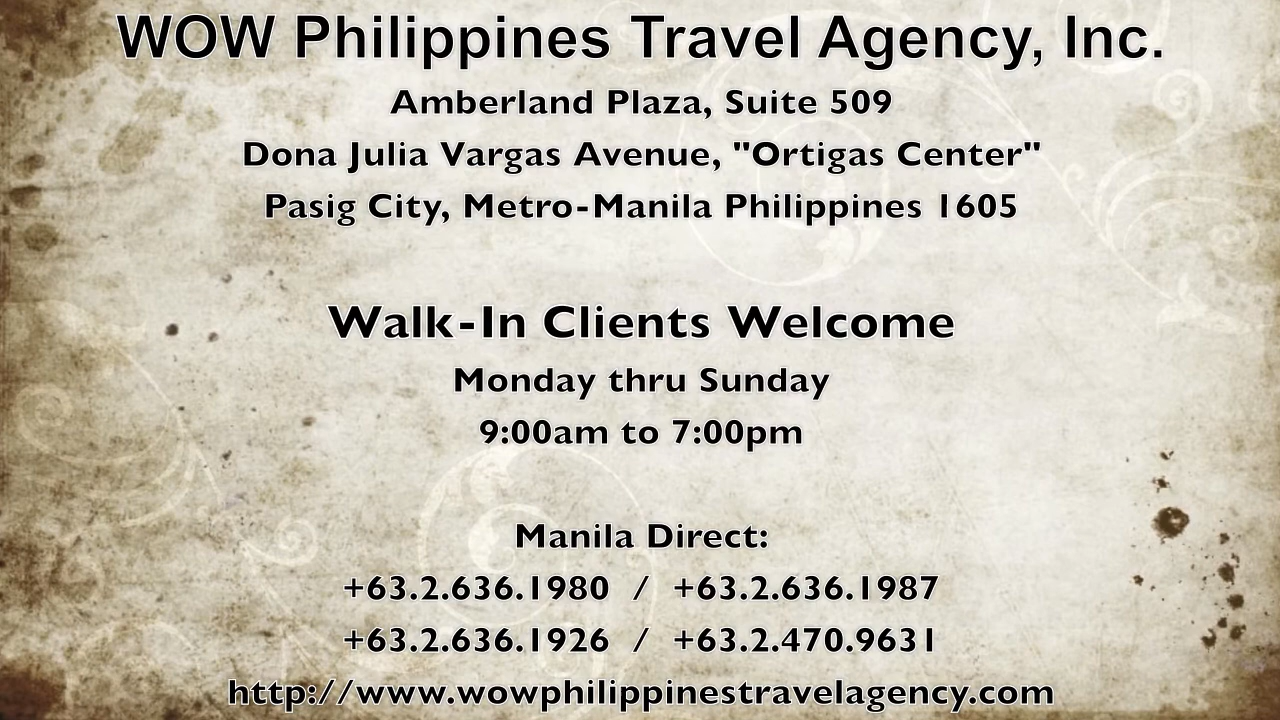 WOW Philippines Travel Agency, Inc.
Amberland Plaza, Suite 509
Dona Julia Vargas Avenue, "Ortigas Center"
Pasig City, Metro-Manila Philippines 1605
Walk-In Clients Welcome
Monday thru Sunday
9:00am to 7:00pm
Manila Direct:
+63.2.636.1980 / +63.2.636.1987
+63.2.636.1926 / +63.2.470.9631
http://www.wowphilippinestravelagency.com